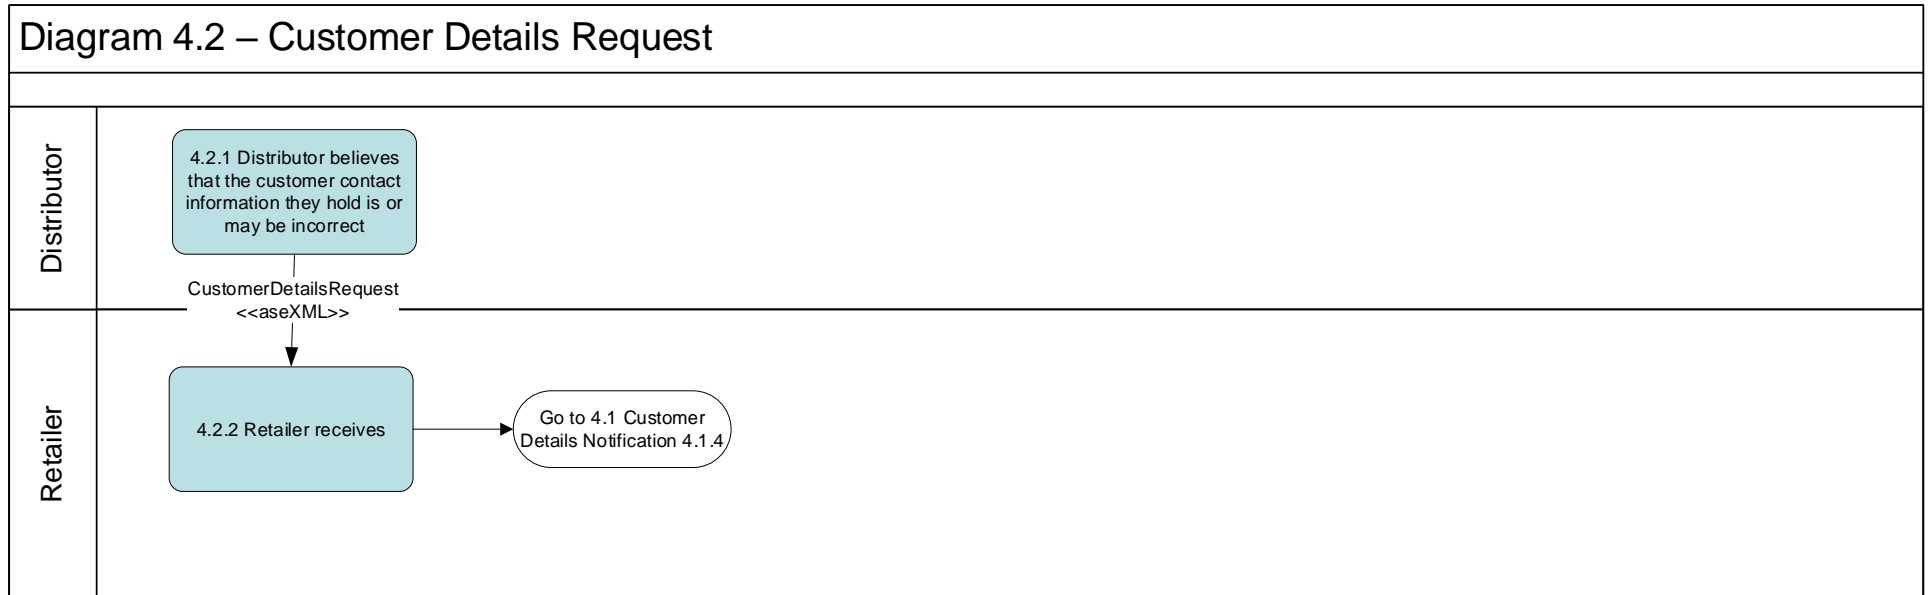 Diagram 4.2 – Customer Details Request
Distributor
4.2.1 Distributor believes
that the customer contact
information they hold is or
may be incorrect
CustomerDetailsRequest
<<aseXML>>
Retailer
4.2.2 Retailer receives
Go to 4.1 Customer
Details Notification 4.1.4